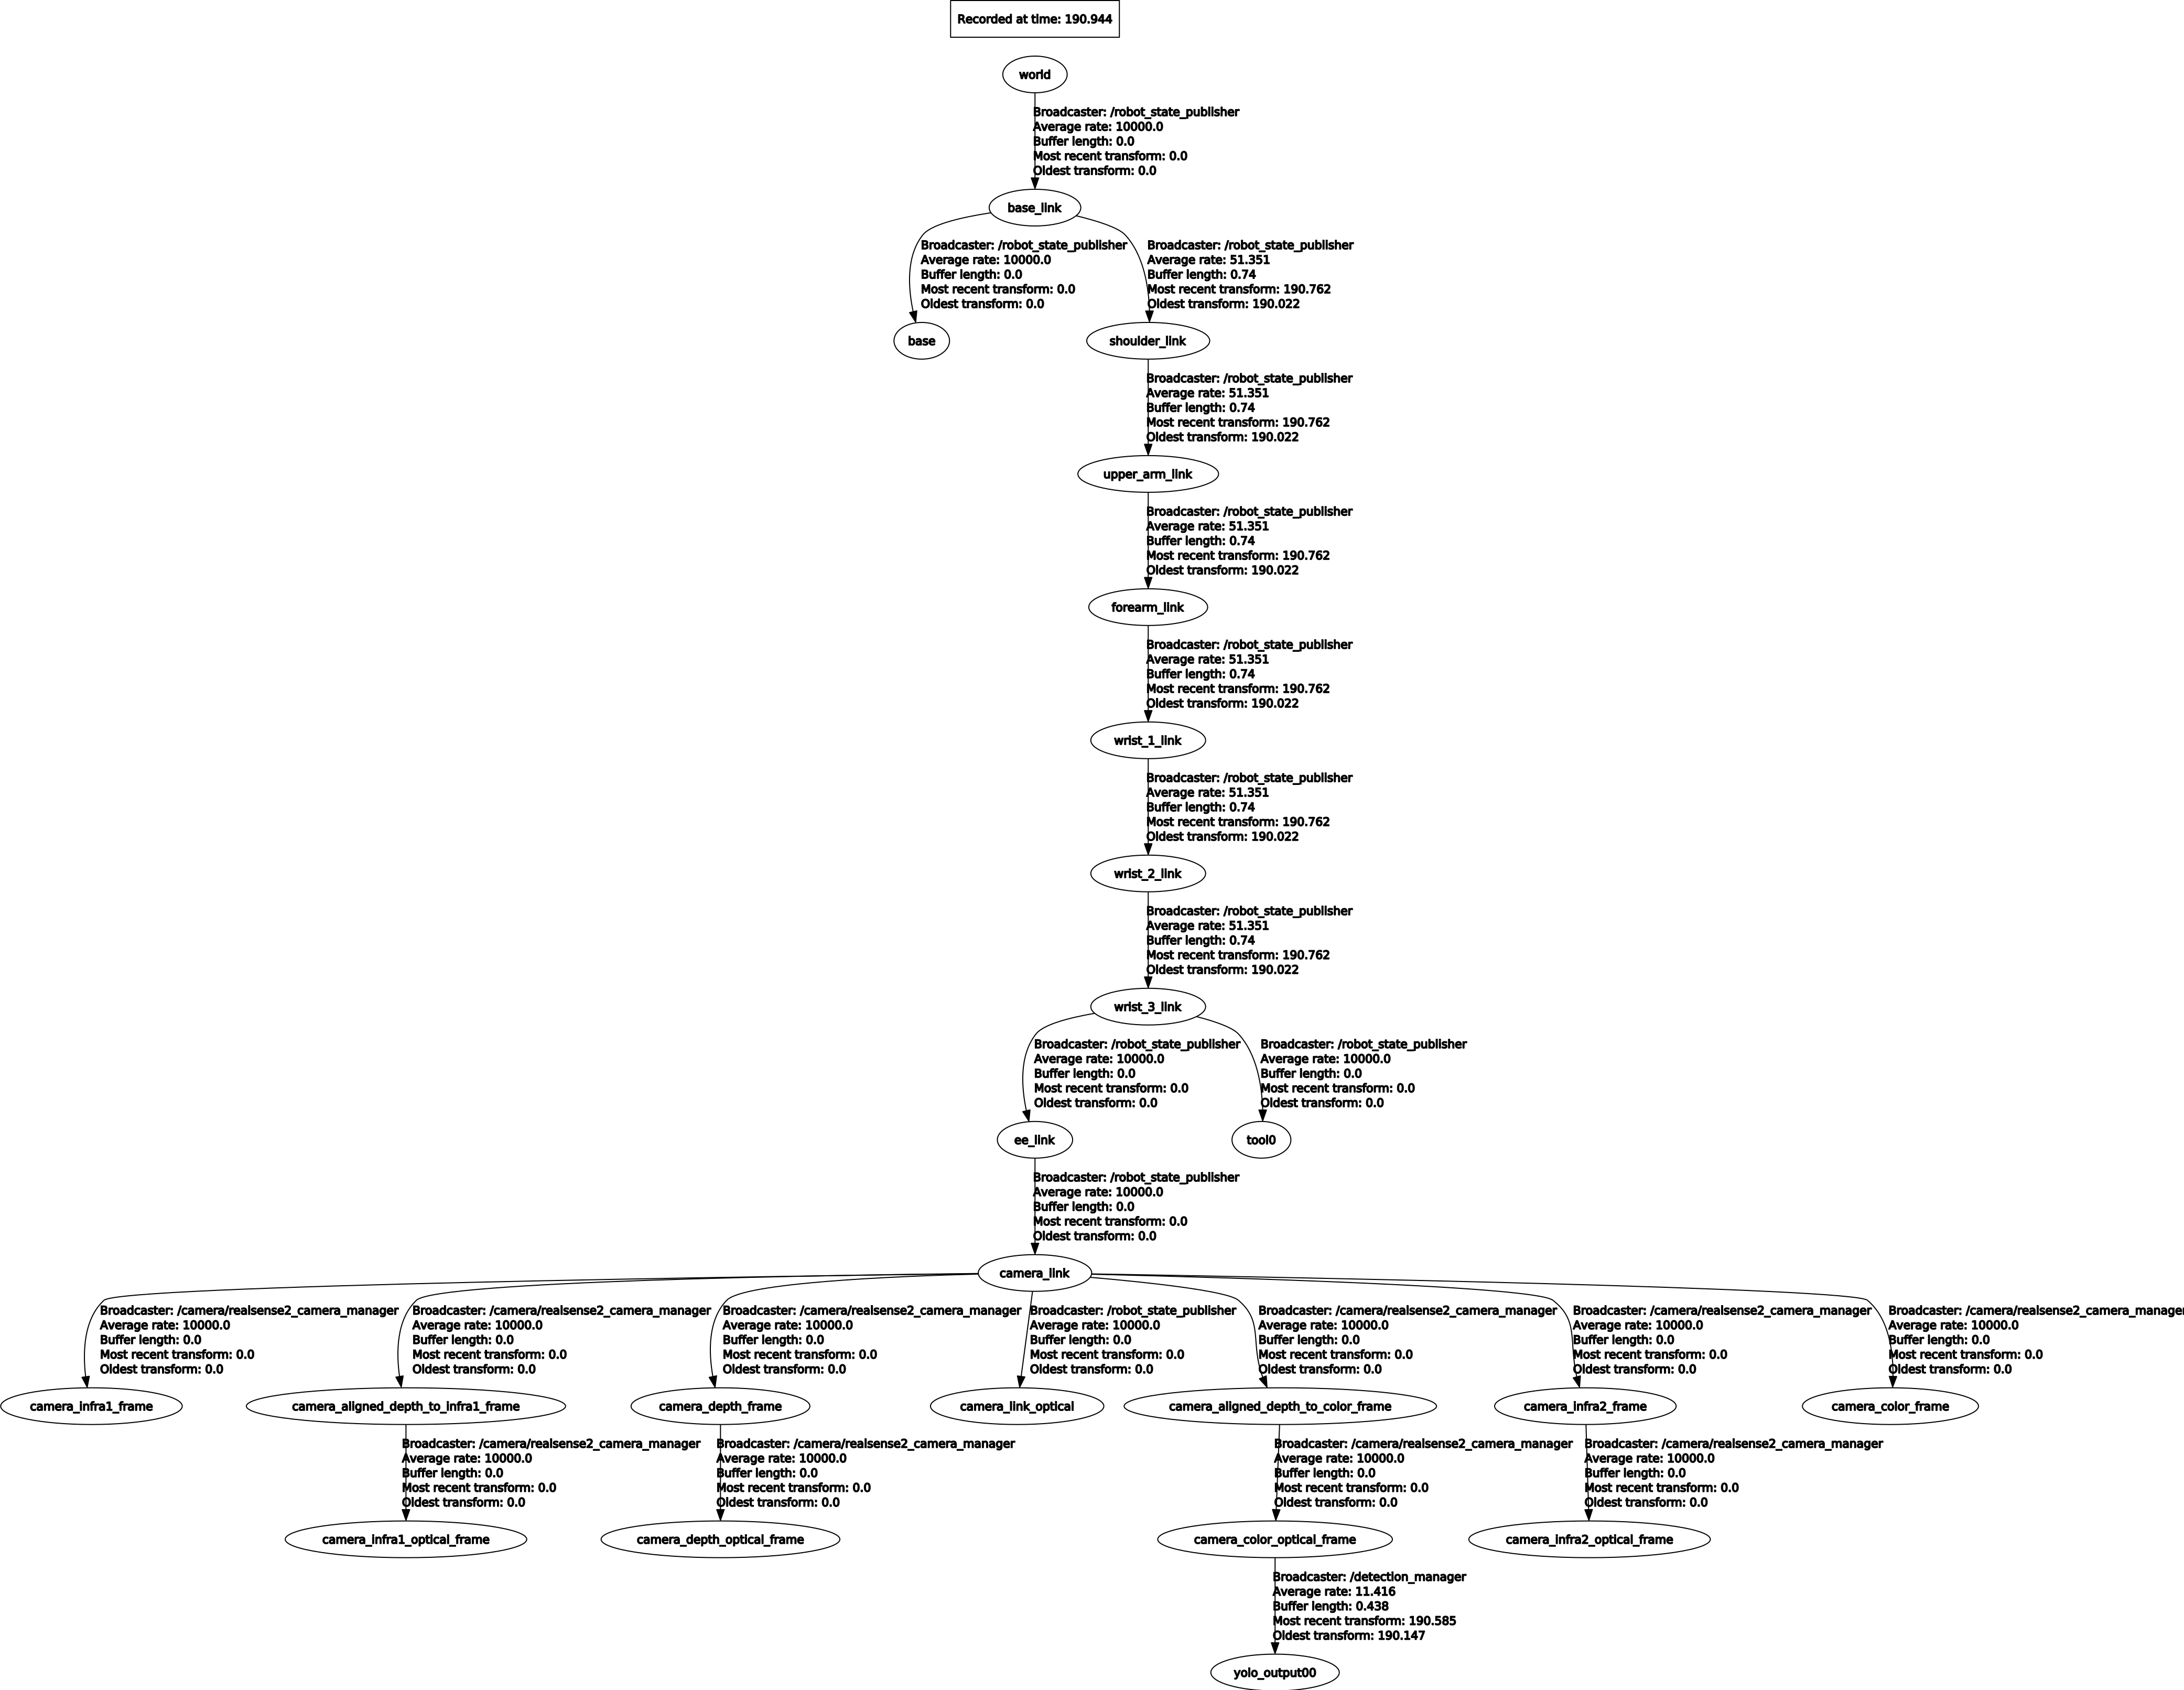 Recorded at time: 190.944
world
Broadcaster: /robot_state_publisher
Average rate: 10000.0
Buffer length: 0.0
Most recent transform: 0.0
Oldest transform: 0.0
base_link
Broadcaster: /robot_state_publisher
Average rate: 10000.0
Buffer length: 0.0
Most recent transform: 0.0
Oldest transform: 0.0
Broadcaster: /robot_state_publisher
Average rate: 51.351
Buffer length: 0.74
Most recent transform: 190.762
Oldest transform: 190.022
base
shoulder_link
Broadcaster: /robot_state_publisher
Average rate: 51.351
Buffer length: 0.74
Most recent transform: 190.762
Oldest transform: 190.022
upper_arm_link
Broadcaster: /robot_state_publisher
Average rate: 51.351
Buffer length: 0.74
Most recent transform: 190.762
Oldest transform: 190.022
forearm_link
Broadcaster: /robot_state_publisher
Average rate: 51.351
Buffer length: 0.74
Most recent transform: 190.762
Oldest transform: 190.022
wrist_1_link
Broadcaster: /robot_state_publisher
Average rate: 51.351
Buffer length: 0.74
Most recent transform: 190.762
Oldest transform: 190.022
wrist_2_link
Broadcaster: /robot_state_publisher
Average rate: 51.351
Buffer length: 0.74
Most recent transform: 190.762
Oldest transform: 190.022
wrist_3_link
Broadcaster: /robot_state_publisher
Average rate: 10000.0
Buffer length: 0.0
Most recent transform: 0.0
Oldest transform: 0.0
Broadcaster: /robot_state_publisher
Average rate: 10000.0
Buffer length: 0.0
Most recent transform: 0.0
Oldest transform: 0.0
ee_link
tool0
Broadcaster: /robot_state_publisher
Average rate: 10000.0
Buffer length: 0.0
Most recent transform: 0.0
Oldest transform: 0.0
camera_link
Broadcaster: /camera/realsense2_camera_manager
Average rate: 10000.0
Buffer length: 0.0
Most recent transform: 0.0
Oldest transform: 0.0
Broadcaster: /camera/realsense2_camera_manager
Average rate: 10000.0
Buffer length: 0.0
Most recent transform: 0.0
Oldest transform: 0.0
Broadcaster: /camera/realsense2_camera_manager
Average rate: 10000.0
Buffer length: 0.0
Most recent transform: 0.0
Oldest transform: 0.0
Broadcaster: /robot_state_publisher
Average rate: 10000.0
Buffer length: 0.0
Most recent transform: 0.0
Oldest transform: 0.0
Broadcaster: /camera/realsense2_camera_manager
Average rate: 10000.0
Buffer length: 0.0
Most recent transform: 0.0
Oldest transform: 0.0
Broadcaster: /camera/realsense2_camera_manager
Average rate: 10000.0
Buffer length: 0.0
Most recent transform: 0.0
Oldest transform: 0.0
Broadcaster: /camera/realsense2_camera_manager
Average rate: 10000.0
Buffer length: 0.0
Most recent transform: 0.0
Oldest transform: 0.0
camera_infra1_frame
camera_aligned_depth_to_infra1_frame
camera_depth_frame
camera_link_optical
camera_aligned_depth_to_color_frame
camera_infra2_frame
camera_color_frame
Broadcaster: /camera/realsense2_camera_manager
Average rate: 10000.0
Buffer length: 0.0
Most recent transform: 0.0
Oldest transform: 0.0
Broadcaster: /camera/realsense2_camera_manager
Average rate: 10000.0
Buffer length: 0.0
Most recent transform: 0.0
Oldest transform: 0.0
Broadcaster: /camera/realsense2_camera_manager
Average rate: 10000.0
Buffer length: 0.0
Most recent transform: 0.0
Oldest transform: 0.0
Broadcaster: /camera/realsense2_camera_manager
Average rate: 10000.0
Buffer length: 0.0
Most recent transform: 0.0
Oldest transform: 0.0
camera_infra1_optical_frame
camera_depth_optical_frame
camera_color_optical_frame
camera_infra2_optical_frame
Broadcaster: /detection_manager
Average rate: 11.416
Buffer length: 0.438
Most recent transform: 190.585
Oldest transform: 190.147
yolo_output00